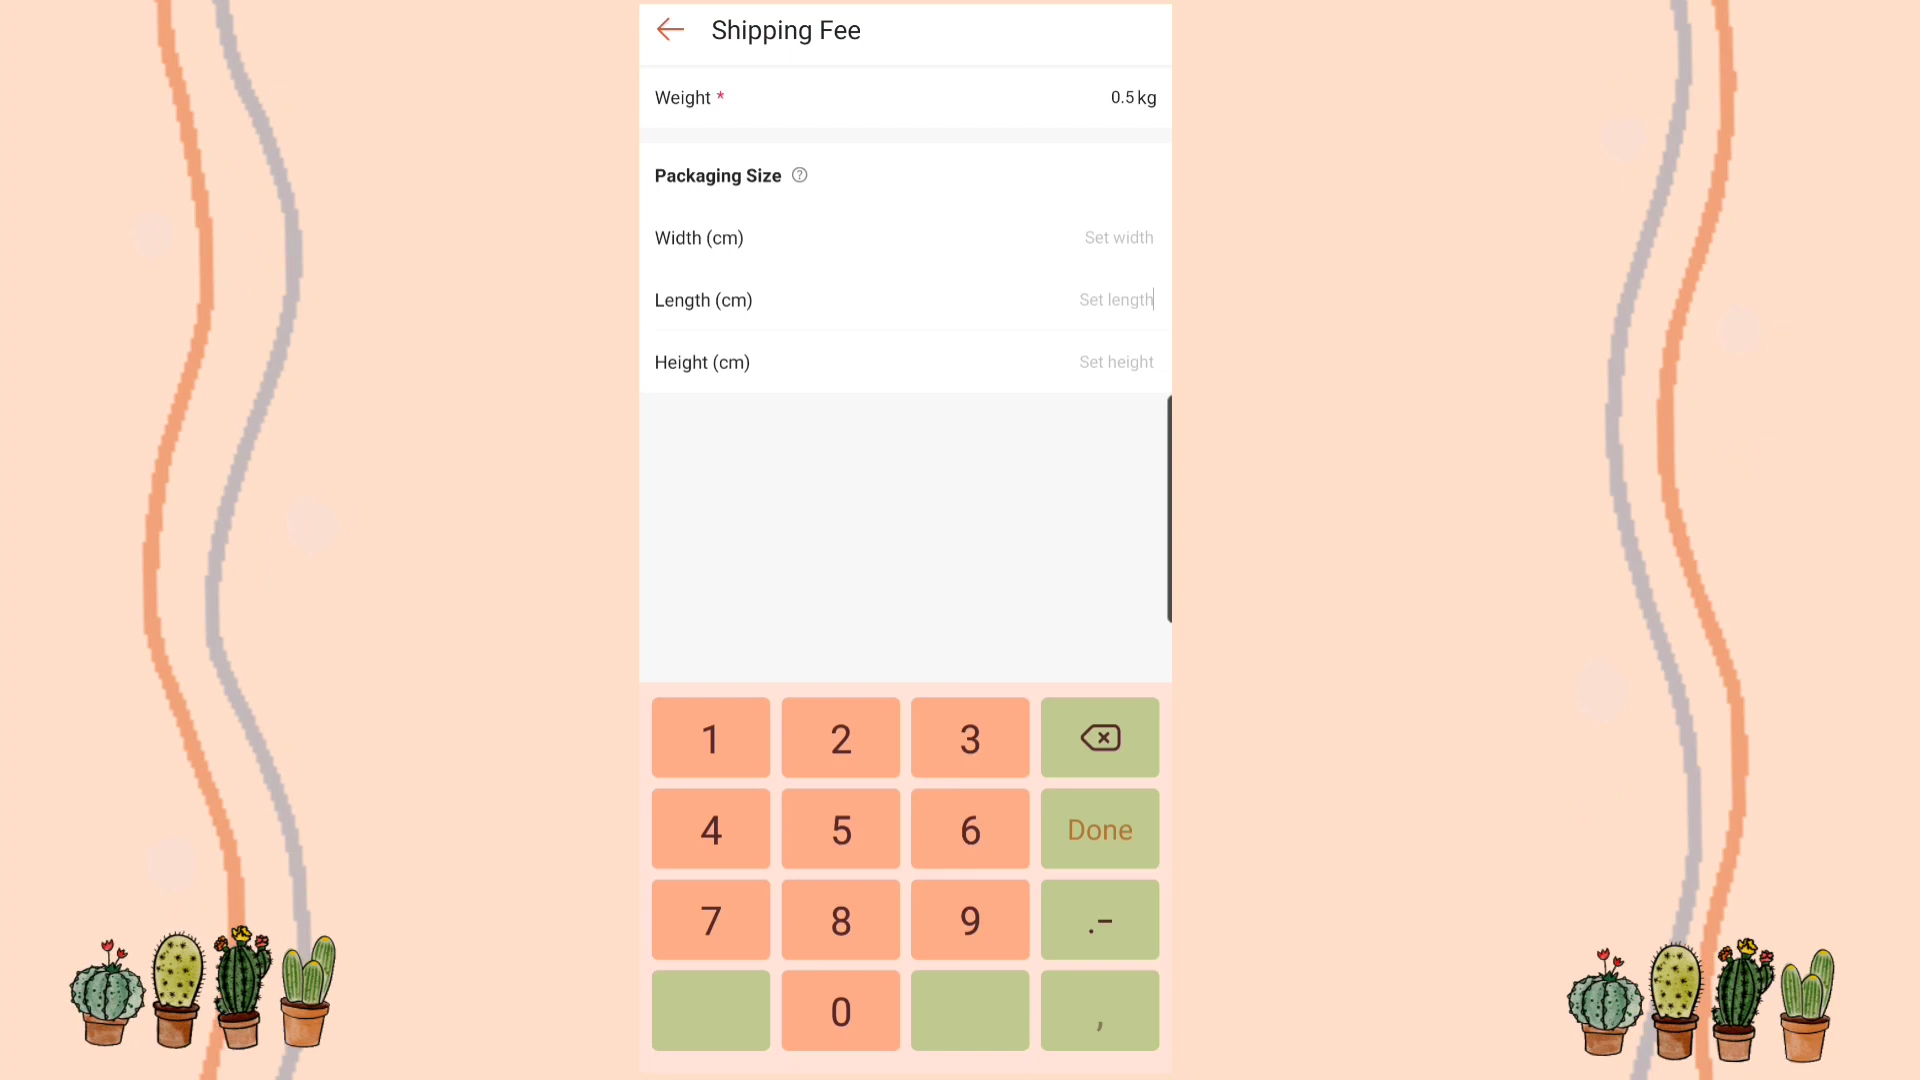 Shipping Fee
Weight * 0.5 kg
Packaging Size ?
Width (cm) Set width
Length (cm) Set length
Height (cm) Set height
1 2 3
4 5 6 Done
7 8 9 .-
0 ,